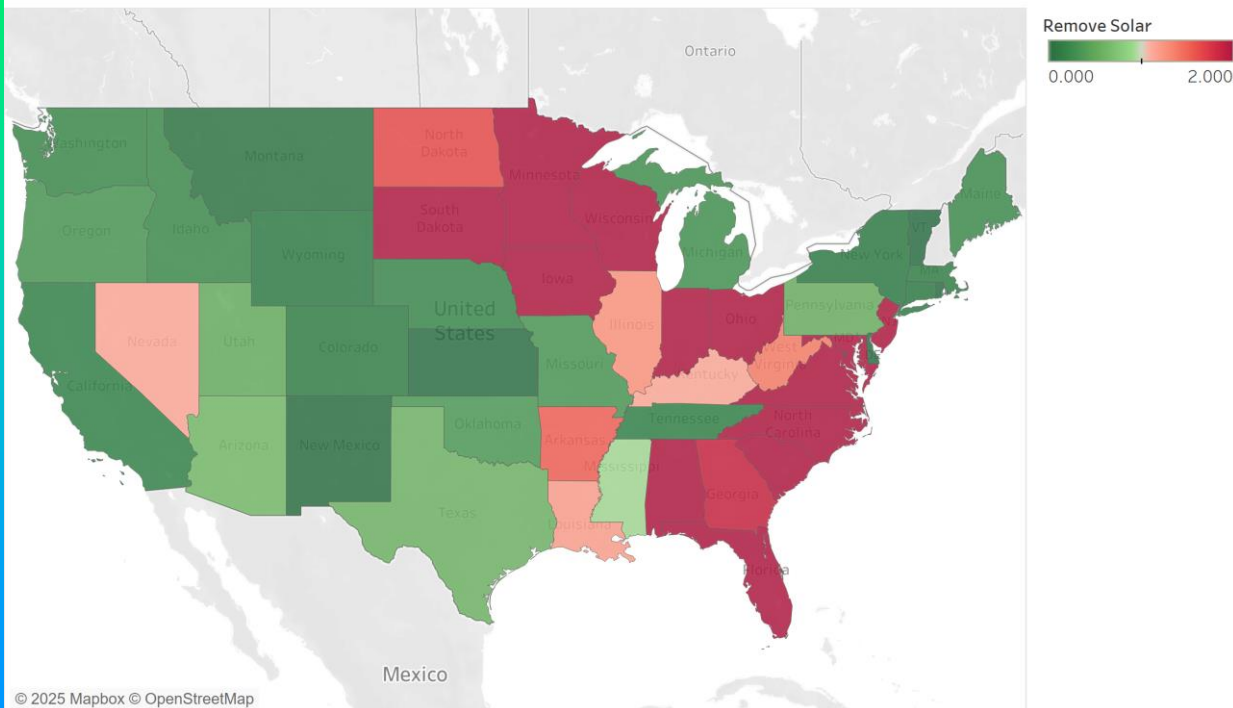 Remove Solar
0.000 2.000
Ontario
Washington
Montana
North
Dakota
Minnesota
Maine
Oregon
Idaho
South
Dakota
Wisconsin
Wyoming
Michigan
VT
New York
MA
Iowa
United
States
Pennsylvania
Nevada
Utah
Colorado
Illinois
Ohio
MD
West
Virginia
Missouri
Kentucky
California
Arizona
New Mexico
Oklahoma
Tennessee
North
Carolina
Arkansas
Mississippi
Georgia
Texas
Louisiana
Florida
Mexico
© 2025 Mapbox © OpenStreetMap